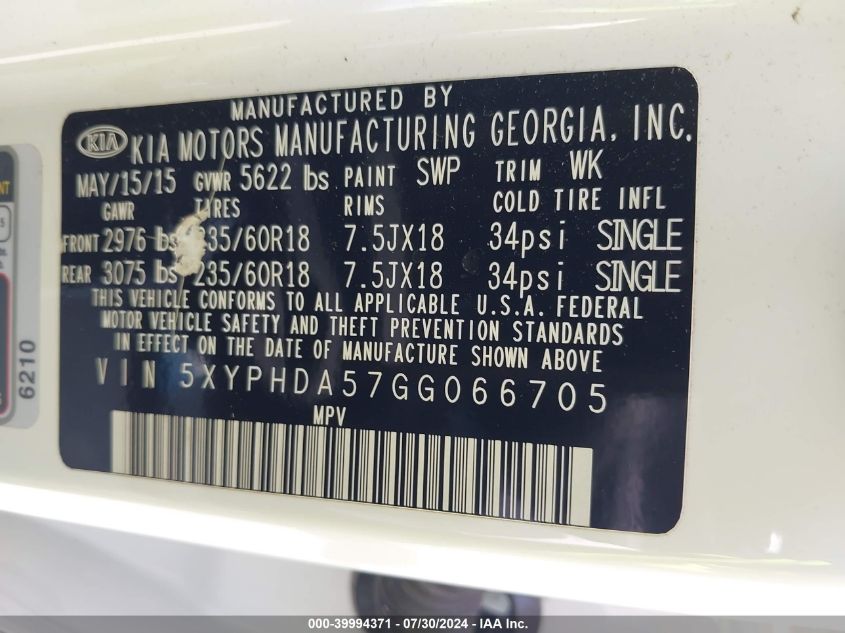 MANUFACTURED BY
KIA KIA MOTORS MANUFACTURING GEORGIA, INC.
MAY/15/15 GVWR 5622 lbs PAINT SWP TRIM WK
GAWR TIRES RIMS COLD TIRE INFL
FRONT 2976 lbs 235/60R18 7.5JX18 34psi SINGLE
REAR 3075 lbs 235/60R18 7.5JX18 34psi SINGLE
THIS VEHICLE CONFORMS TO ALL APPLICABLE U.S.A. FEDERAL
MOTOR VEHICLE SAFETY AND THEFT PREVENTION STANDARDS
IN EFFECT ON THE DATE OF MANUFACTURE SHOWN ABOVE
VIN 5XYPHDA57GG066705
MPV
6210
000-39994371 / 07/30/2024 - IAA Inc.